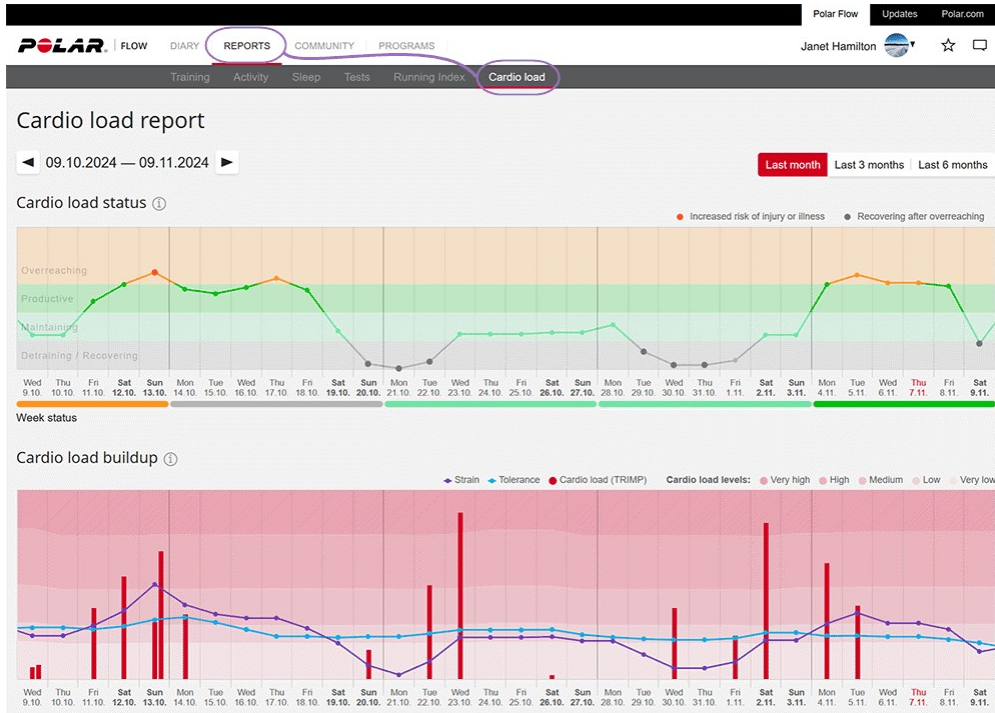 Polar Flow Updates Polar.com
POLAR. FLOW DIARY REPORTS COMMUNITY PROGRAMS Janet Hamilton
Training Activity Sleep Tests Running Index Cardio load
Cardio load report
09.10.2024 — 09.11.2024
Last month Last 3 months Last 6 months
Cardio load status
Increased risk of injury or illness Recovering after overreaching
Overreaching
Productive
Maintaining
Detraining / Recovering
Wed Thu Fri Sat Sun Mon Tue Wed Thu Fri Sat Sun Mon Tue Wed Thu Fri Sat Sun Mon Tue Wed Thu Fri Sat Sun Mon Tue Wed Thu Fri Sat
9.10. 10.10. 11.10. 12.10. 13.10. 14.10. 15.10. 16.10. 17.10. 18.10. 19.10. 20.10. 21.10. 22.10. 23.10. 24.10. 25.10. 26.10. 27.10. 28.10. 29.10. 30.10. 31.10. 1.11. 2.11. 3.11. 4.11. 5.11. 6.11. 7.11. 8.11. 9.11.
Week status
Cardio load buildup
Strain Tolerance Cardio load (TRIMP) Cardio load levels: Very high High Medium Low Very low
Wed Thu Fri Sat Sun Mon Tue Wed Thu Fri Sat Sun Mon Tue Wed Thu Fri Sat Sun Mon Tue Wed Thu Fri Sat Sun Mon Tue Wed Thu Fri Sat
9.10. 10.10. 11.10. 12.10. 13.10. 14.10. 15.10. 16.10. 17.10. 18.10. 19.10. 20.10. 21.10. 22.10. 23.10. 24.10. 25.10. 26.10. 27.10. 28.10. 29.10. 30.10. 31.10. 1.11. 2.11. 3.11. 4.11. 5.11. 6.11. 7.11. 8.11. 9.11.